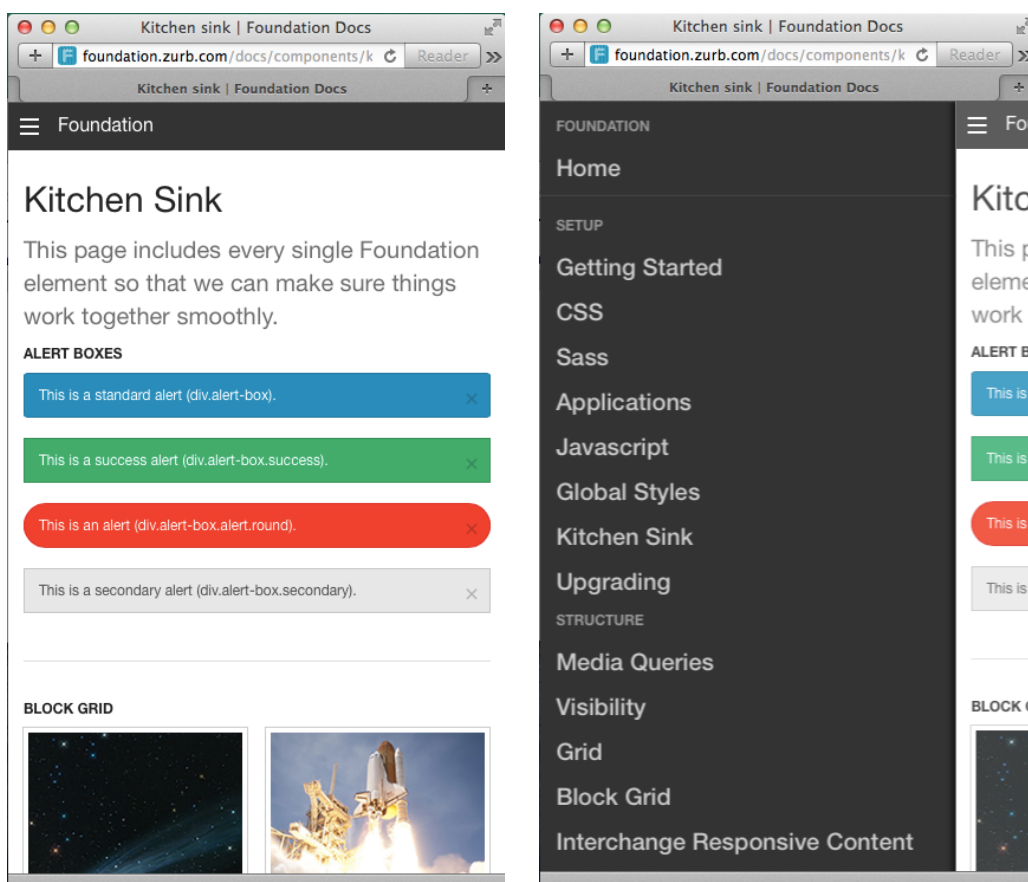 Kitchen sink | Foundation Docs
+ F foundation.zurb.com/docs/components/k Reader »
Kitchen sink | Foundation Docs +
Foundation
Kitchen Sink
This page includes every single Foundation
element so that we can make sure things
work together smoothly.
ALERT BOXES
This is a standard alert (div.alert-box). ×
This is a success alert (div.alert-box.success). ×
This is an alert (div.alert-box.alert.round). ×
This is a secondary alert (div.alert-box.secondary). ×
BLOCK GRID
Kitchen sink | Foundation Docs
+ F foundation.zurb.com/docs/components/k Reader »
Kitchen sink | Foundation Docs +
FOUNDATION
Home
SETUP
Getting Started
CSS
Sass
Applications
Javascript
Global Styles
Kitchen Sink
Upgrading
STRUCTURE
Media Queries
Visibility
Grid
Block Grid
Interchange Responsive Content
Fou
Kitc
This p
eleme
work
ALERT B
This is
This is
This is
This is
BLOCK G